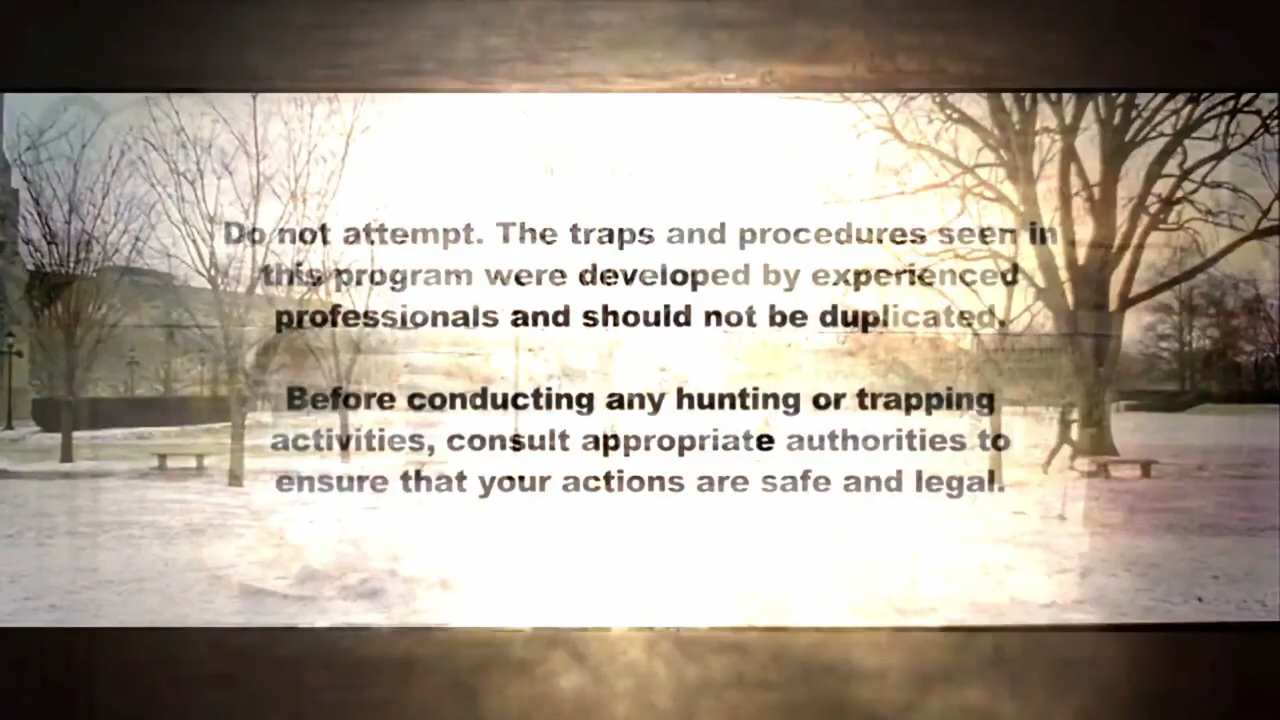 Do not attempt. The traps and procedures seen in
this program were developed by experienced
professionals and should not be duplicated.
Before conducting any hunting or trapping
activities, consult appropriate authorities to
ensure that your actions are safe and legal.